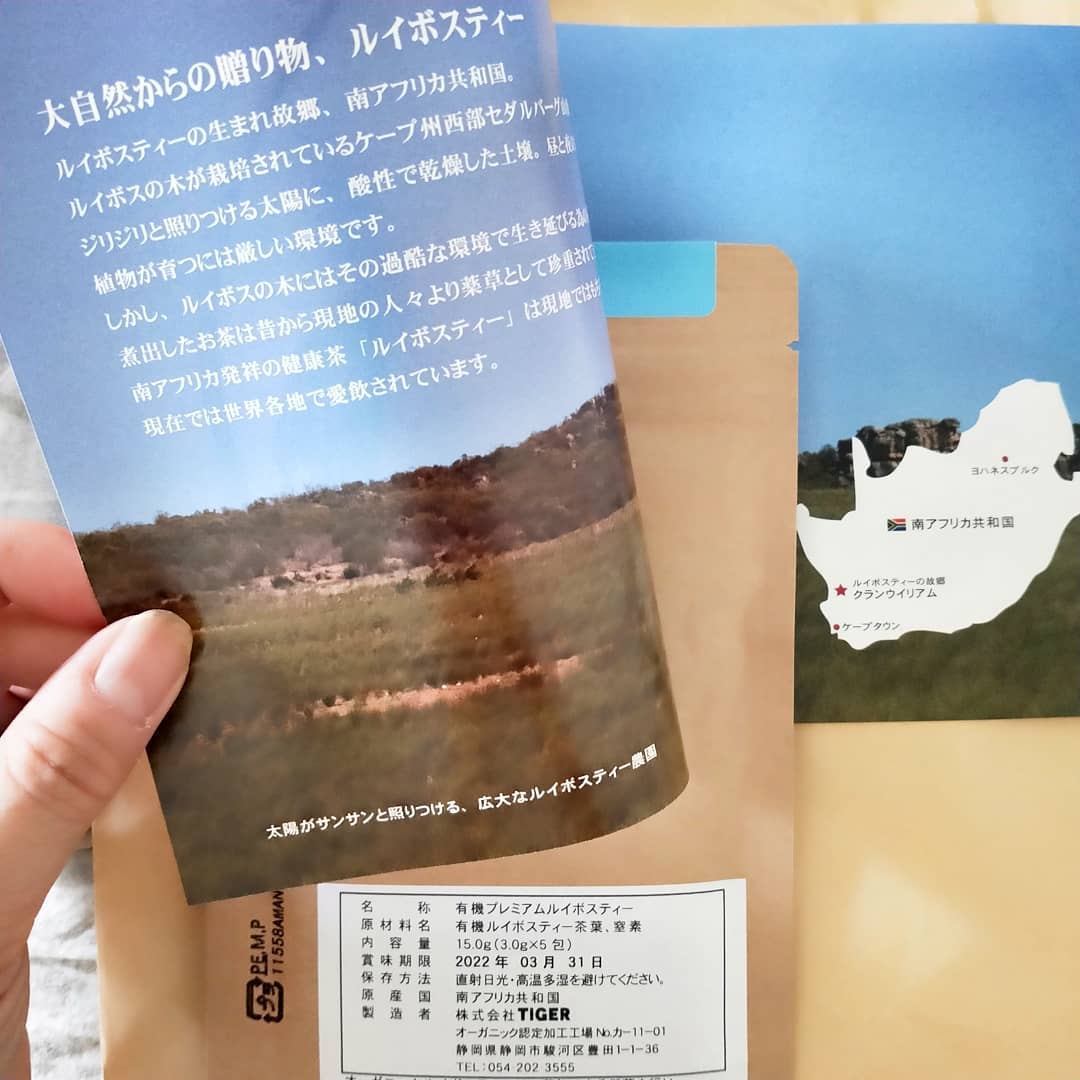 大自然からの贈り物、ルイボスティー
ルイボスティーの生まれ故郷、南アフリカ共和国。
ルイボスの木が栽培されているケープ州西部セダルバーグ
ジリジリと照りつける太陽に、酸性で乾燥した土壌。昼と
植物が育つには厳しい環境です。
しかし、ルイボスの木にはその過酷な環境で生き延びる為
煮出したお茶は昔から現地の人々より薬草として珍重されて
南アフリカ発祥の健康茶「ルイボスティー」は現地では
現在では世界各地で愛飲されています。
太陽がサンサンと照りつける、広大なルイボスティー農園
ヨハネスブルク
南アフリカ共和国
ルイボスティーの故郷
クランウイリアム
ケープタウン
PE.M.P
11558AMAN
名称 有機プレミアムルイボスティー
原材料名 有機ルイボスティー茶葉、窒素
内容量 15.0g(3.0g×5包)
賞味期限 2022年 03月 31日
保存方法 直射日光・高温多湿を避けてください。
原産国 南アフリカ共和国
製造者 株式会社TIGER
オーガニック認定加工工場No.カ-11-01
静岡県静岡市駿河区豊田1-1-36
TEL:054 202 3555